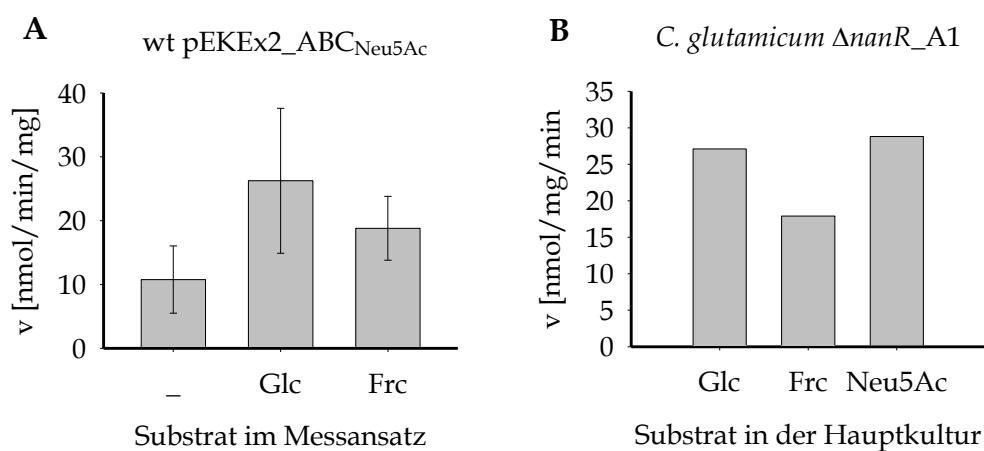 A
wt pEKEx2_ABCNeu5Ac
v [nmol/min/mg]
40
30
20
10
0
_
Glc
Frc
Substrat im Messansatz
B
C. glutamicum ΔnanR_A1
v [nmol/mg/min
35
30
25
20
15
10
5
0
Glc
Frc
Neu5Ac
Substrat in der Hauptkultur